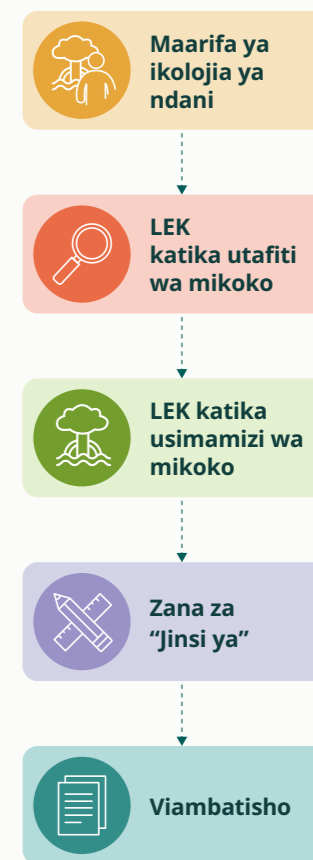 Maarifa ya
ikolojia ya
ndani
LEK
katika utafiti
wa mikoko
LEK katika
usimamizi wa
mikoko
Zana za
“Jinsi ya”
Viambatisho